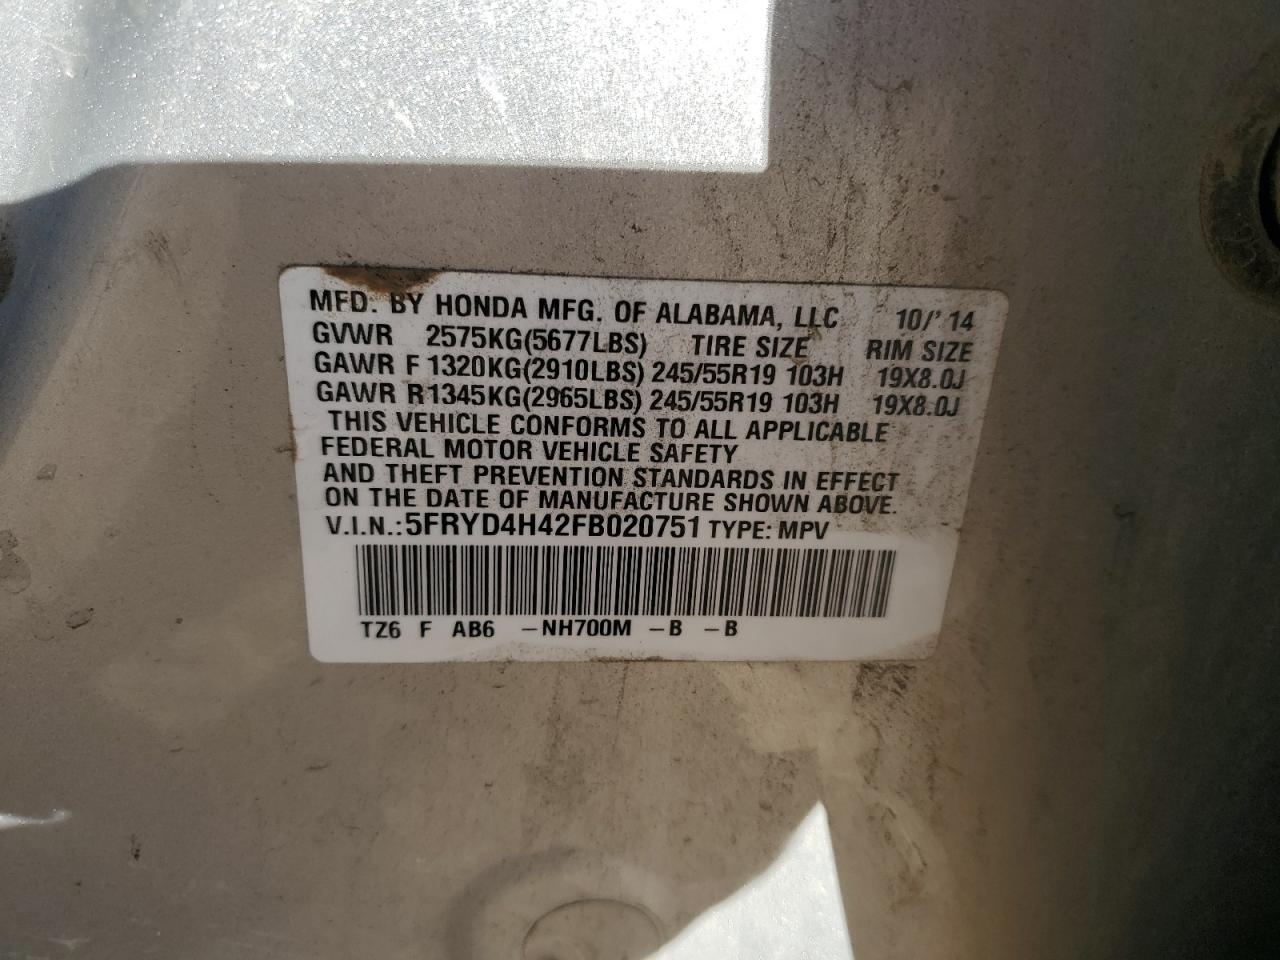 MFD. BY HONDA MFG. OF ALABAMA, LLC 10/'14
GVWR 2575KG(5677LBS) TIRE SIZE RIM SIZE
GAWR F 1320KG(2910LBS) 245/55R19 103H 19X8.0J
GAWR R1345KG(2965LBS) 245/55R19 103H 19X8.0J
THIS VEHICLE CONFORMS TO ALL APPLICABLE
FEDERAL MOTOR VEHICLE SAFETY
AND THEFT PREVENTION STANDARDS IN EFFECT
ON THE DATE OF MANUFACTURE SHOWN ABOVE.
V.I.N.:5FRYD4H42FB020751 TYPE: MPV
TZ6 F AB6 -NH700M -B -B